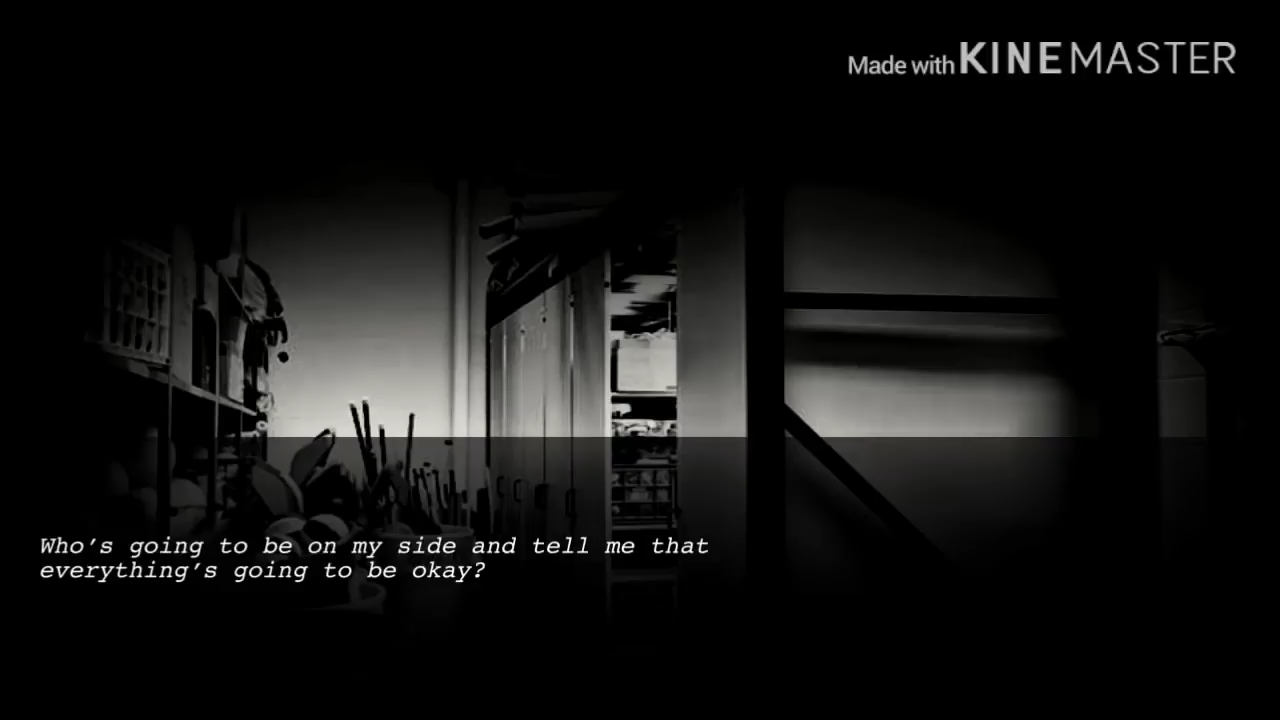 Made with KINEMASTER
Who's going to be on my side and tell me that
everything's going to be okay?